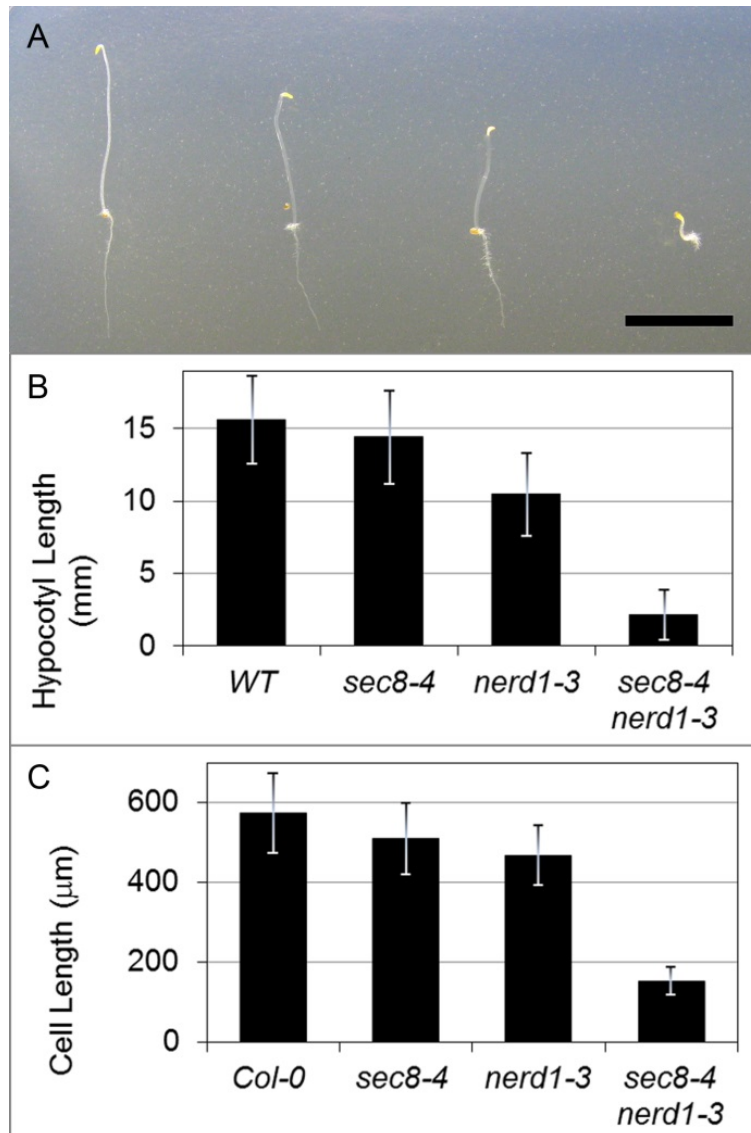 A
B
Hypocotyl Length
(mm)
15
10
5
0
WT
sec8-4
nerd1-3
sec8-4
nerd1-3
C
Cell Length (μm)
600
400
200
0
Col-0
sec8-4
nerd1-3
sec8-4
nerd1-3